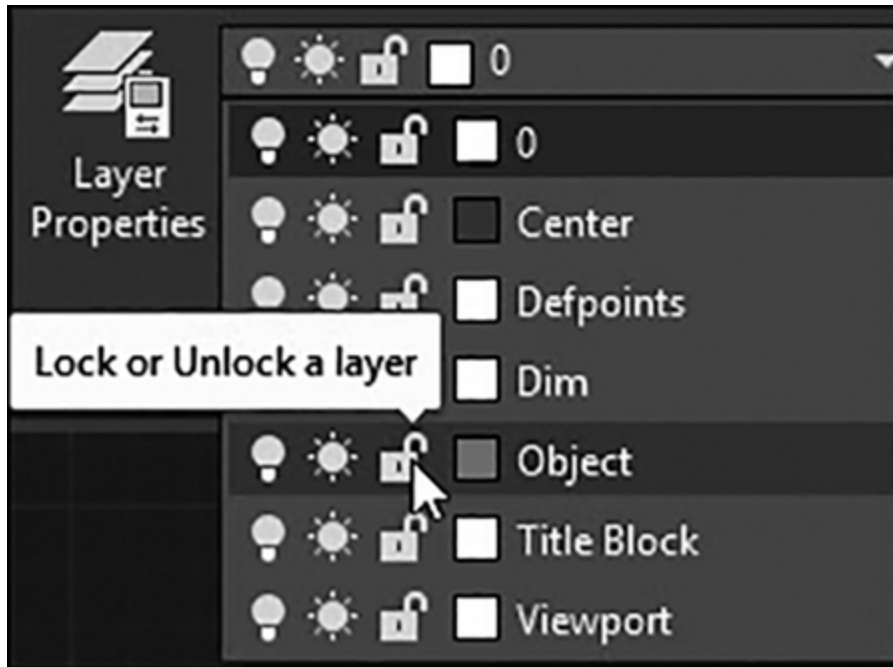 0
Layer
Properties
0
Center
Defpoints
Lock or Unlock a layer
Dim
Object
Title Block
Viewport